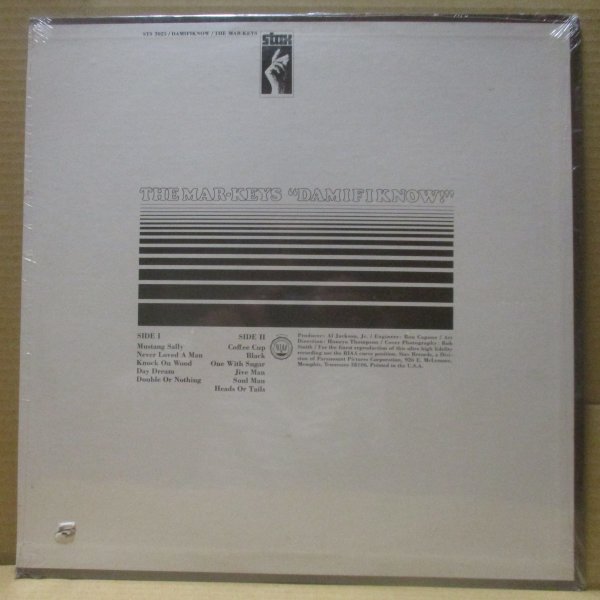 STS 2025 / DAMIFIKNOW / THE MAR-KEYS
stax
THE MAR-KEYS "DAMIFIKNOW!"
SIDE I
Mustang Sally
Never Loved A Man
Knock On Wood
Day Dream
Double Or Nothing
SIDE II
Coffee Cup
Black
One With Sugar
Jive Man
Soul Man
Heads Or Tails
RIAA
Producer: Al Jackson, Jr. / Engineer: Ron Capone / Art
Direction: Honeya Thompson / Cover Photography: Bob
Smith / For the finest reproduction of this ultra high fidelity
recording use the RIAA curve position. Stax Records, a Divi-
sion of Paramount Pictures Corporation, 926 E. McLemore,
Memphis, Tennessee 38106. Printed in the U.S.A.